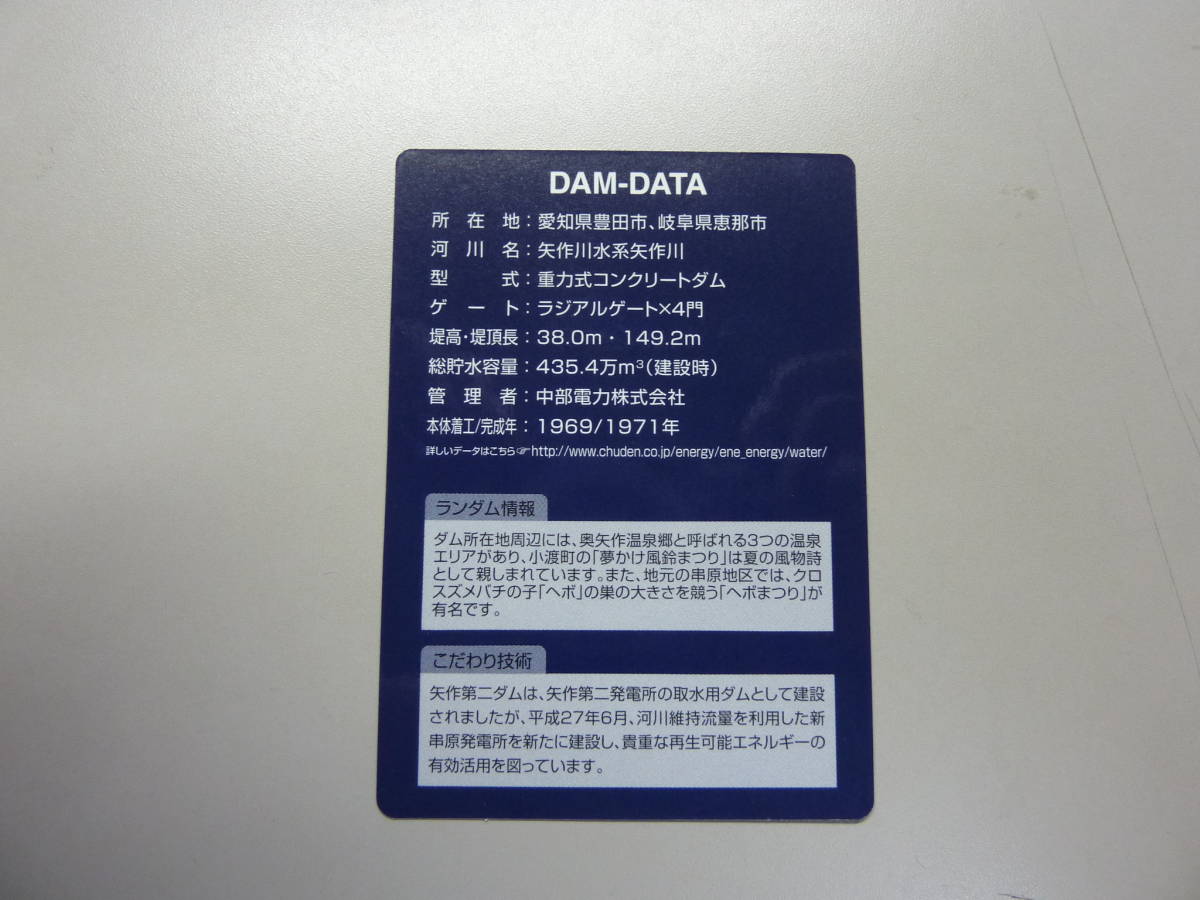 DAM-DATA
所在地：愛知県豊田市、岐阜県恵那市
河川名：矢作川水系矢作川
型式：重力式コンクリートダム
ゲート：ラジアルゲート×4門
堤高・堤頂長：38.0m・149.2m
総貯水容量：435.4万m³（建設時）
管理者：中部電力株式会社
本体着工/完成年：1969/1971年
詳しいデータはこちら☞http://www.chuden.co.jp/energy/ene_energy/water/
ランダム情報
ダム所在地周辺には、奥矢作温泉郷と呼ばれる3つの温泉
エリアがあり、小渡町の「夢かけ風鈴まつり」は夏の風物詩
として親しまれています。また、地元の串原地区では、クロ
スズメバチの子「ヘボ」の巣の大きさを競う「ヘボまつり」が
有名です。
こだわり技術
矢作第二ダムは、矢作第二発電所の取水用ダムとして建設
されましたが、平成27年6月、河川維持流量を利用した新
串原発電所を新たに建設し、貴重な再生可能エネルギーの
有効活用を図っています。